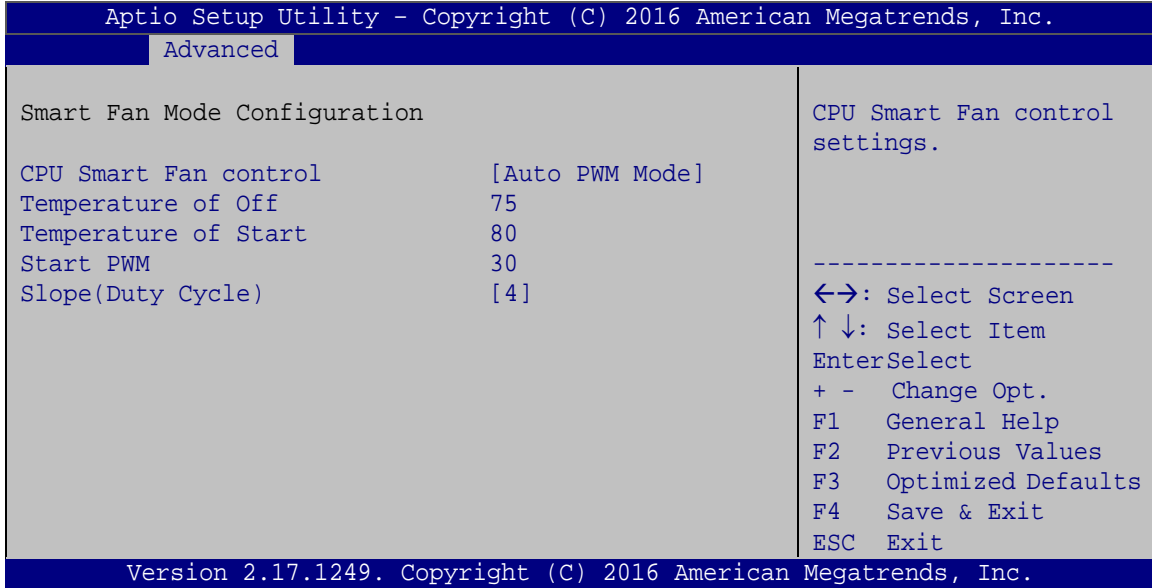 Aptio Setup Utility – Copyright (C) 2016 American Megatrends, Inc.
Advanced
Smart Fan Mode Configuration
CPU Smart Fan control [Auto PWM Mode]
Temperature of Off 75
Temperature of Start 80
Start PWM 30
Slope(Duty Cycle) [4]
CPU Smart Fan control
settings.
---------------------
←→: Select Screen
↑ ↓: Select Item
EnterSelect
+ - Change Opt.
F1 General Help
F2 Previous Values
F3 Optimized Defaults
F4 Save & Exit
ESC Exit
Version 2.17.1249. Copyright (C) 2016 American Megatrends, Inc.